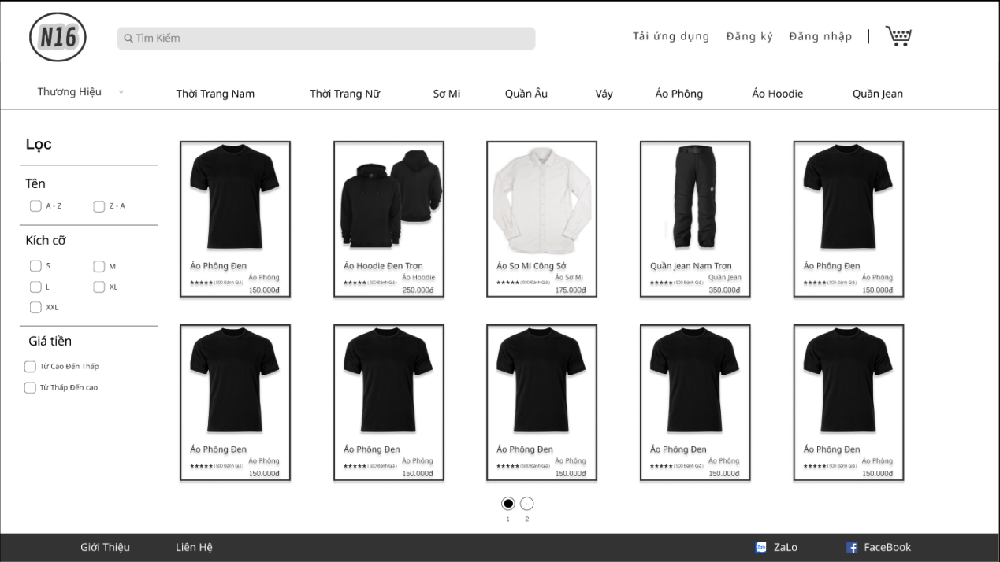 N16
Tìm Kiếm
Tải ứng dụng Đăng ký Đăng nhập
Thương Hiệu Thời Trang Nam Thời Trang Nữ Sơ Mi Quần Âu Váy Áo Phông Áo Hoodie Quần Jean
Lọc
Tên
A - Z Z - A
Kích cỡ
S M
L XL
XXL
Giá tiền
Từ Cao Đến Thấp
Từ Thấp Đến cao
Áo Phông Đen
Áo Phông
★★★★★ (500 Đánh Giá)
150.000đ
Áo Hoodie Đen Trơn
Áo Hoodie
★★★★★ (500 Đánh Giá)
250.000đ
Áo Sơ Mi Công Sở
Áo Sơ Mi
★★★★★ (500 Đánh Giá)
175.000đ
Quần Jean Nam Trơn
Quần Jean
★★★★★ (500 Đánh Giá)
350.000đ
Áo Phông Đen
Áo Phông
★★★★★ (500 Đánh Giá)
150.000đ
Áo Phông Đen
Áo Phông
★★★★★ (500 Đánh Giá)
150.000đ
Áo Phông Đen
Áo Phông
★★★★★ (500 Đánh Giá)
150.000đ
Áo Phông Đen
Áo Phông
★★★★★ (500 Đánh Giá)
150.000đ
Áo Phông Đen
Áo Phông
★★★★★ (500 Đánh Giá)
150.000đ
Áo Phông Đen
Áo Phông
★★★★★ (500 Đánh Giá)
150.000đ
1 2
Giới Thiệu Liên Hệ Zalo ZaLo FaceBook